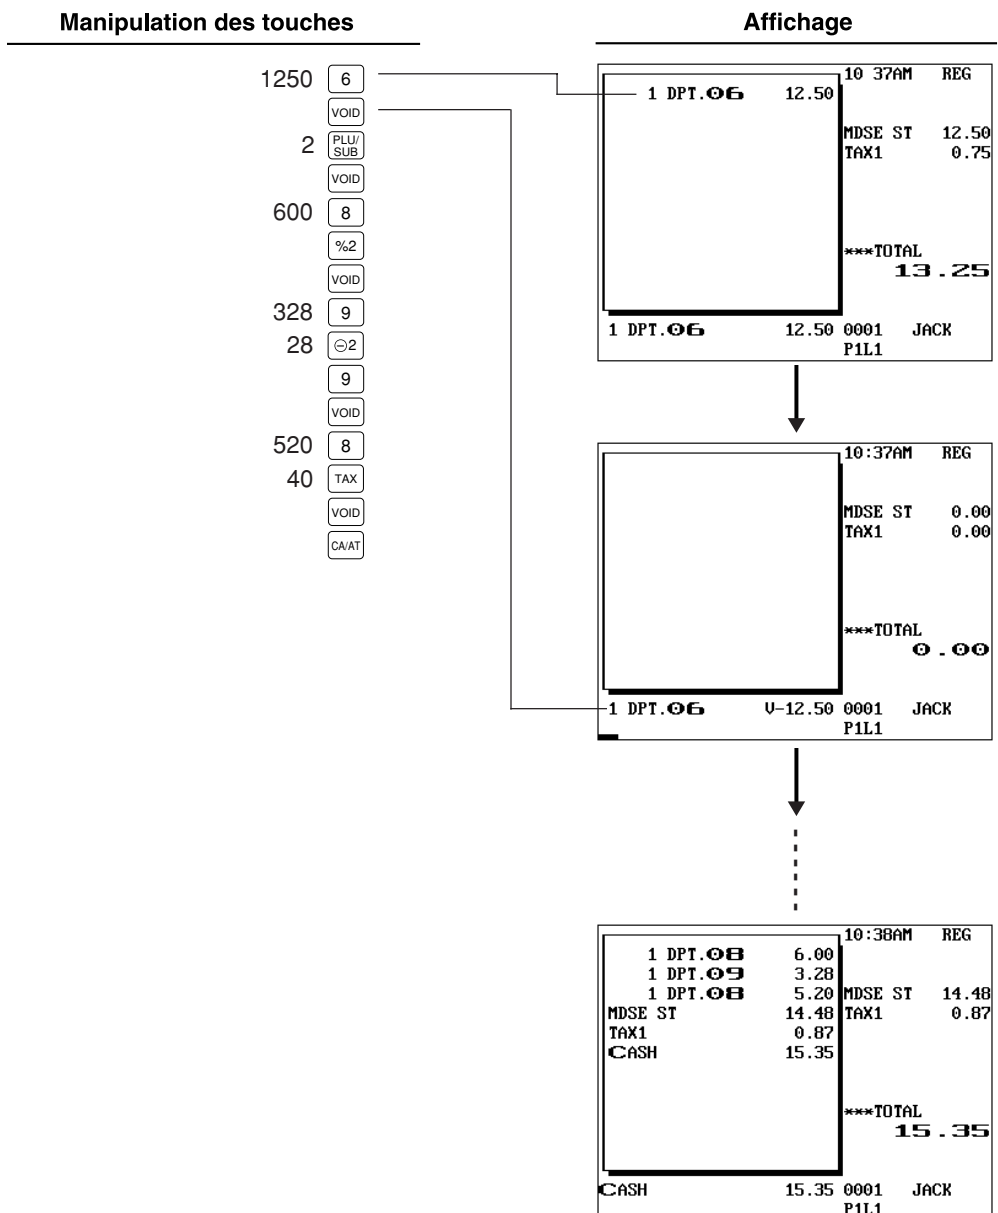 Manipulation des touches
1250 6
VOID
2 PLU/
SUB
VOID
600 8
%2
VOID
328 9
28 ⊖2
9
VOID
520 8
40 TAX
VOID
CA/AT
Affichage
10 37AM REG
1 DPT.06 12.50
MDSE ST 12.50
TAX1 0.75
***TOTAL
13.25
1 DPT.06 12.50 0001 JACK
P1L1
10:37AM REG
MDSE ST 0.00
TAX1 0.00
***TOTAL
0.00
1 DPT.06 V-12.50 0001 JACK
P1L1
10:38AM REG
1 DPT.08 6.00
1 DPT.09 3.28
1 DPT.08 5.20 MDSE ST 14.48
MDSE ST 14.48 TAX1 0.87
TAX1 0.87
CASH 15.35
***TOTAL
15.35
CASH 15.35 0001 JACK
P1L1